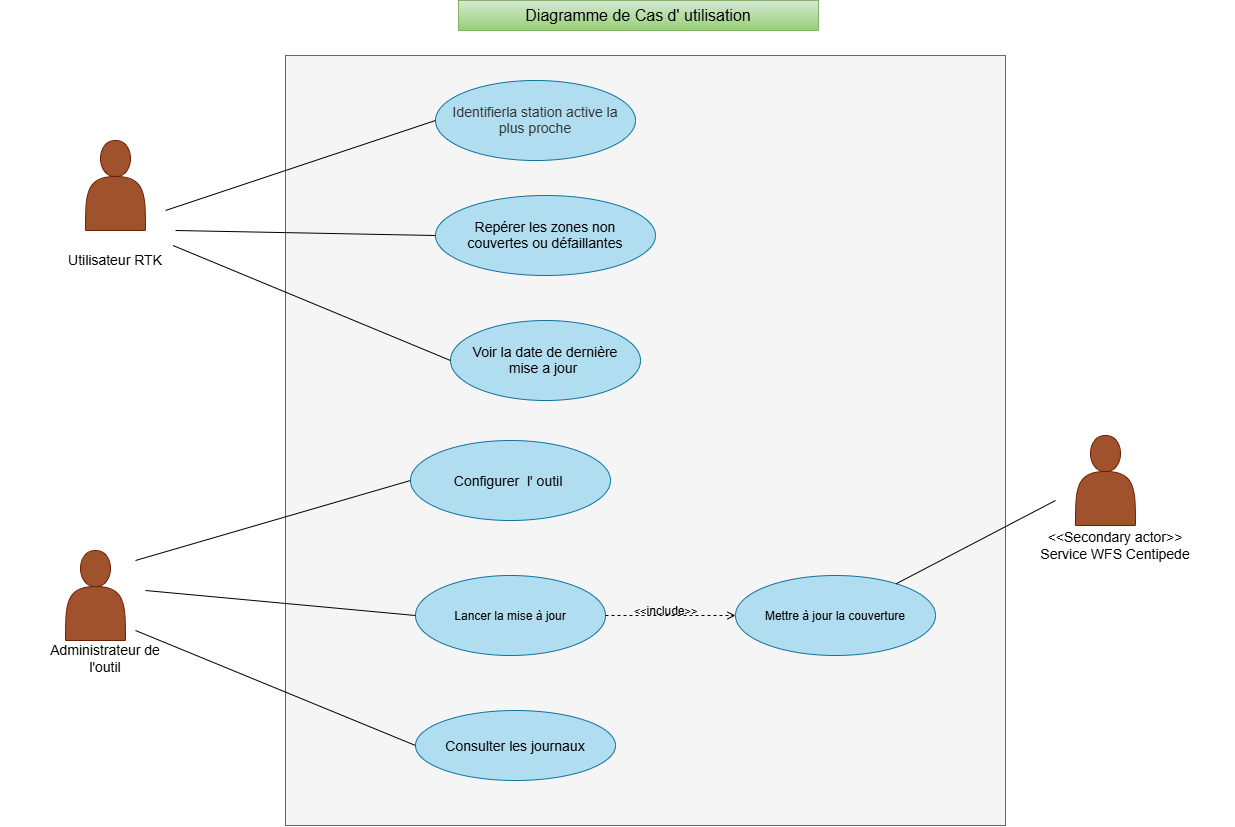 Diagramme de Cas d' utilisation
Identifierla station active la
plus proche
Repérer les zones non
couvertes ou défaillantes
Utilisateur RTK
Voir la date de dernière
mise a jour
Configurer l' outil
<<Secondary actor>>
Service WFS Centipede
Lancer la mise à jour
<<include>>
Mettre à jour la couverture
Administrateur de
l'outil
Consulter les journaux